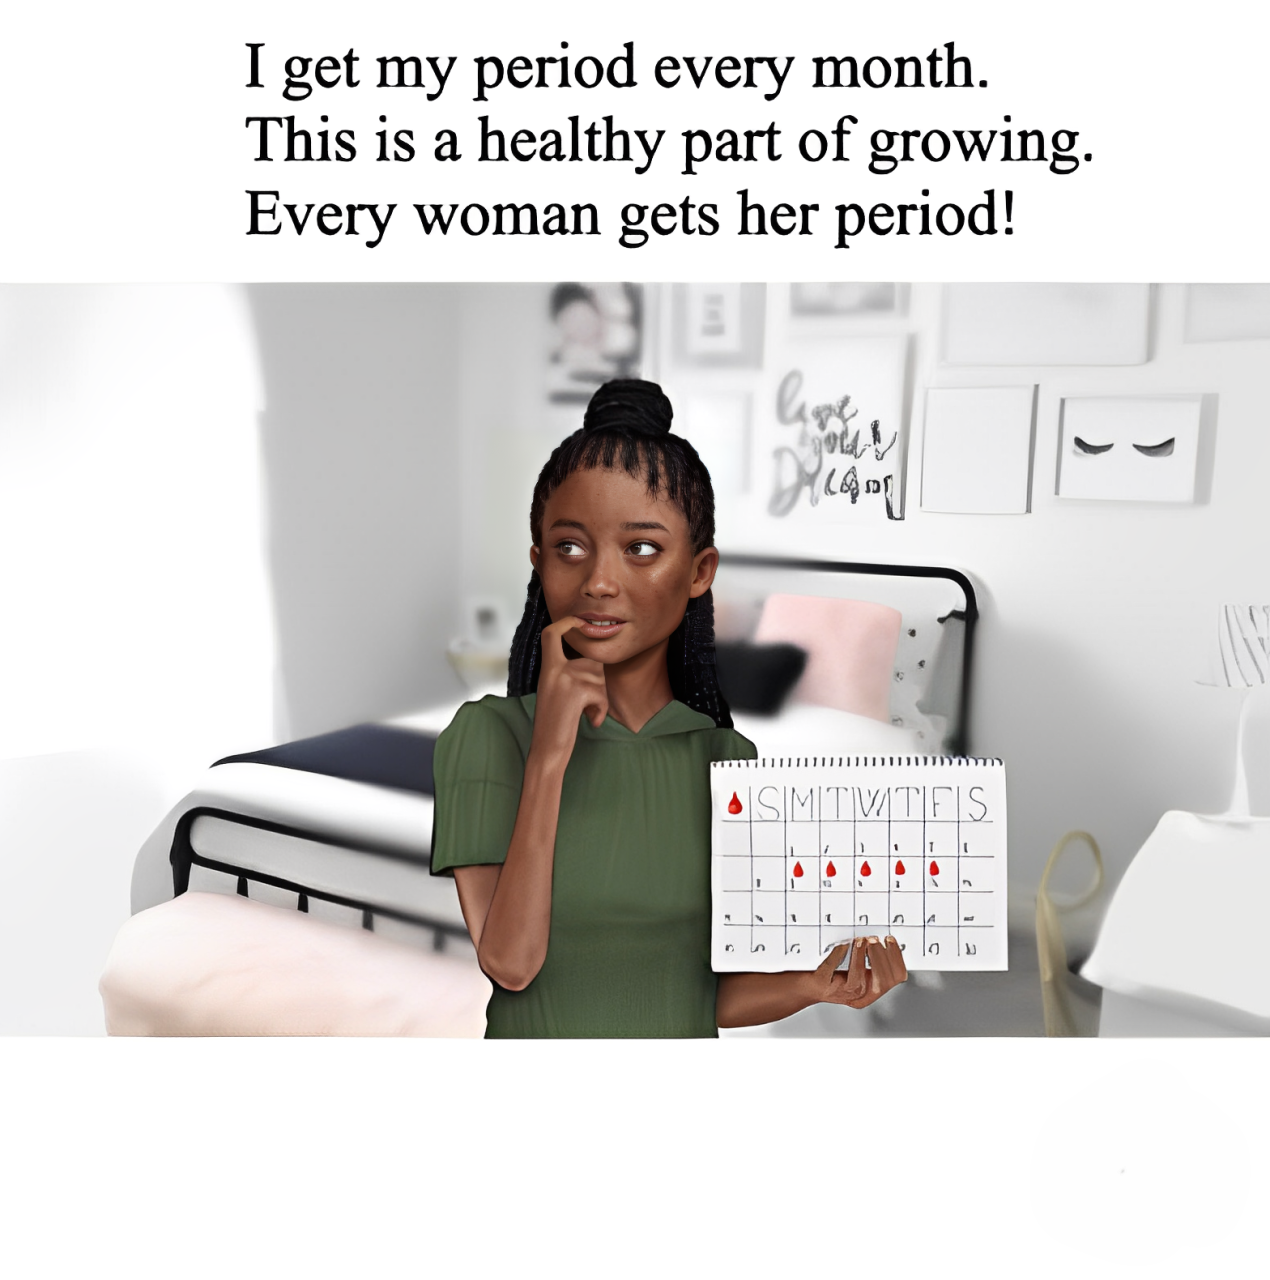 I get my period every month.
This is a healthy part of growing.
Every woman gets her period!
S M T W T F S